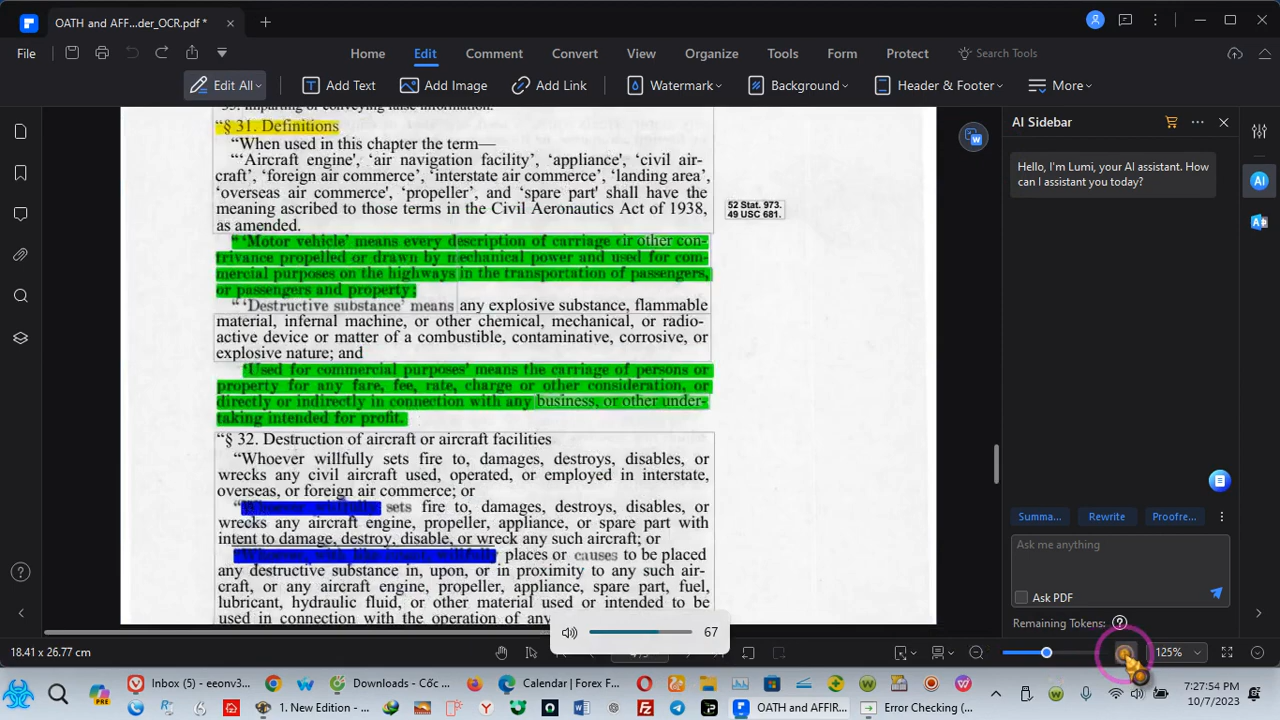 OATH and AFF...der_OCR.pdf *
File
Home
Edit
Comment
Convert
View
Organize
Tools
Form
Protect
Search Tools
Edit All
Add Text
Add Image
Add Link
Watermark
Background
Header & Footer
More
33. Imparting or conveying false information.
“§ 31. Definitions
“When used in this chapter the term—
“‘Aircraft engine', ‘air navigation facility’, ‘appliance’, ‘civil air-
craft’, ‘foreign air commerce’, ‘interstate air commerce’, ‘landing area’,
‘overseas air commerce', ‘propeller’, and ‘spare part' shall have the
meaning ascribed to those terms in the Civil Aeronautics Act of 1938,
as amended.
52 Stat. 973.
49 USC 681.
“‘Motor vehicle’ means every description of carriage cir other con-
trivance propelled or drawn by mechanical power and used for com-
mercial purposes on the highways in the transportation of passengers,
or passengers and property;
“‘Destructive substance’ means any explosive substance, flammable
material, infernal machine, or other chemical, mechanical, or radio-
active device or matter of a combustible, contaminative, corrosive, or
explosive nature; and
‘Used for commercial purposes’ means the carriage of persons or
property for any fare, fee, rate, charge or other consideration, or
directly or indirectly in connection with any business, or other under-
taking intended for profit.
“§ 32. Destruction of aircraft or aircraft facilities
“Whoever willfully sets fire to, damages, destroys, disables, or
wrecks any civil aircraft used, operated, or employed in interstate,
overseas, or foreign air commerce; or
“Whoever willfully sets fire to, damages, destroys, disables, or
wrecks any aircraft engine, propeller, appliance, or spare part with
intent to damage, destroy, disable, or wreck any such aircraft; or
“Whoever, with like intent, willfully places or causes to be placed
any destructive substance in, upon, or in proximity to any such air-
craft, or any aircraft engine, propeller, appliance, spare part, fuel,
lubricant, hydraulic fluid, or other material used or intended to be
used in connection with the operation of any
AI Sidebar
Hello, I'm Lumi, your AI assistant. How
can I assistant you today?
Summa...
Rewrite
Proofre...
Ask me anything
Ask PDF
Remaining Tokens:
67
18.41 x 26.77 cm
125%
Inbox (5) - eeonv3...
Downloads - Cốc ...
Calendar | Forex F...
7:27:54 PM
1. New Edition - ...
OATH and AFFIR...
Error Checking (...
10/7/2023